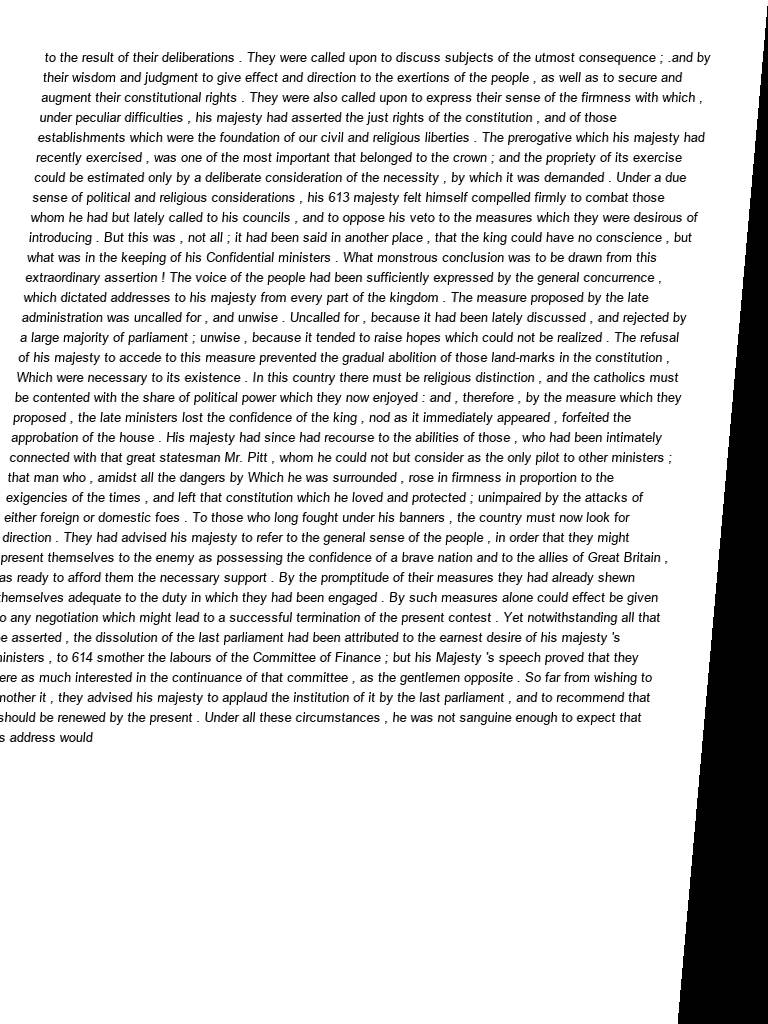 to the result of their deliberations . They were called upon to discuss subjects of the utmost consequence ; .and by
their wisdom and judgment to give effect and direction to the exertions of the people , as well as to secure and
augment their constitutional rights . They were also called upon to express their sense of the firmness with which ,
under peculiar difficulties , his majesty had asserted the just rights of the constitution , and of those
establishments which were the foundation of our civil and religious liberties . The prerogative which his majesty had
recently exercised , was one of the most important that belonged to the crown ; and the propriety of its exercise
could be estimated only by a deliberate consideration of the necessity , by which it was demanded . Under a due
sense of political and religious considerations , his 613 majesty felt himself compelled firmly to combat those
whom he had but lately called to his councils , and to oppose his veto to the measures which they were desirous of
introducing . But this was , not all ; it had been said in another place , that the king could have no conscience , but
what was in the keeping of his Confidential ministers . What monstrous conclusion was to be drawn from this
extraordinary assertion ! The voice of the people had been sufficiently expressed by the general concurrence ,
which dictated addresses to his majesty from every part of the kingdom . The measure proposed by the late
administration was uncalled for , and unwise . Uncalled for , because it had been lately discussed , and rejected by
a large majority of parliament ; unwise , because it tended to raise hopes which could not be realized . The refusal
of his majesty to accede to this measure prevented the gradual abolition of those land-marks in the constitution ,
Which were necessary to its existence . In this country there must be religious distinction , and the catholics must
be contented with the share of political power which they now enjoyed : and , therefore , by the measure which they
proposed , the late ministers lost the confidence of the king , nod as it immediately appeared , forfeited the
approbation of the house . His majesty had since had recourse to the abilities of those , who had been intimately
connected with that great statesman Mr. Pitt , whom he could not but consider as the only pilot to other ministers ;
that man who , amidst all the dangers by Which he was surrounded , rose in firmness in proportion to the
exigencies of the times , and left that constitution which he loved and protected ; unimpaired by the attacks of
either foreign or domestic foes . To those who long fought under his banners , the country must now look for
direction . They had advised his majesty to refer to the general sense of the people , in order that they might
present themselves to the enemy as possessing the confidence of a brave nation and to the allies of Great Britain ,
as ready to afford them the necessary support . By the promptitude of their measures they had already shewn
themselves adequate to the duty in which they had been engaged . By such measures alone could effect be given
o any negotiation which might lead to a successful termination of the present contest . Yet notwithstanding all that
e asserted , the dissolution of the last parliament had been attributed to the earnest desire of his majesty 's
inisters , to 614 smother the labours of the Committee of Finance ; but his Majesty 's speech proved that they
ere as much interested in the continuance of that committee , as the gentlemen opposite . So far from wishing to
mother it , they advised his majesty to applaud the institution of it by the last parliament , and to recommend that
should be renewed by the present . Under all these circumstances , he was not sanguine enough to expect that
s address would